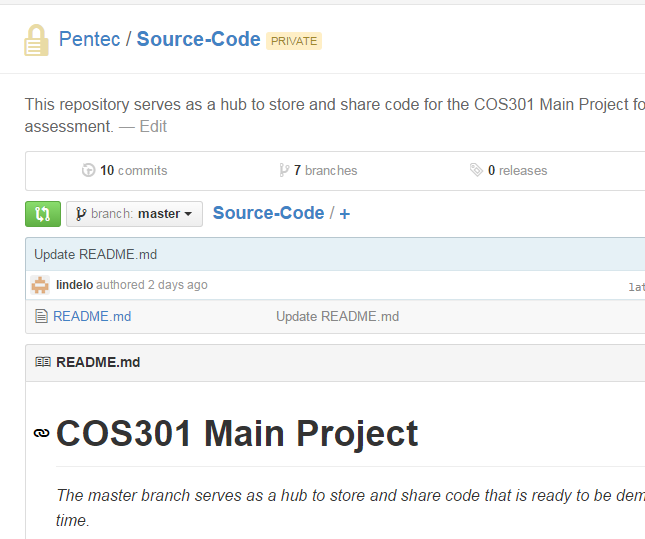 Pentec / Source-Code PRIVATE
This repository serves as a hub to store and share code for the COS301 Main Project fo
assessment. — Edit
10 commits 7 branches 0 releases
branch: master Source-Code / +
Update README.md
lindelo authored 2 days ago lat
README.md Update README.md
README.md
COS301 Main Project
The master branch serves as a hub to store and share code that is ready to be dem
time.